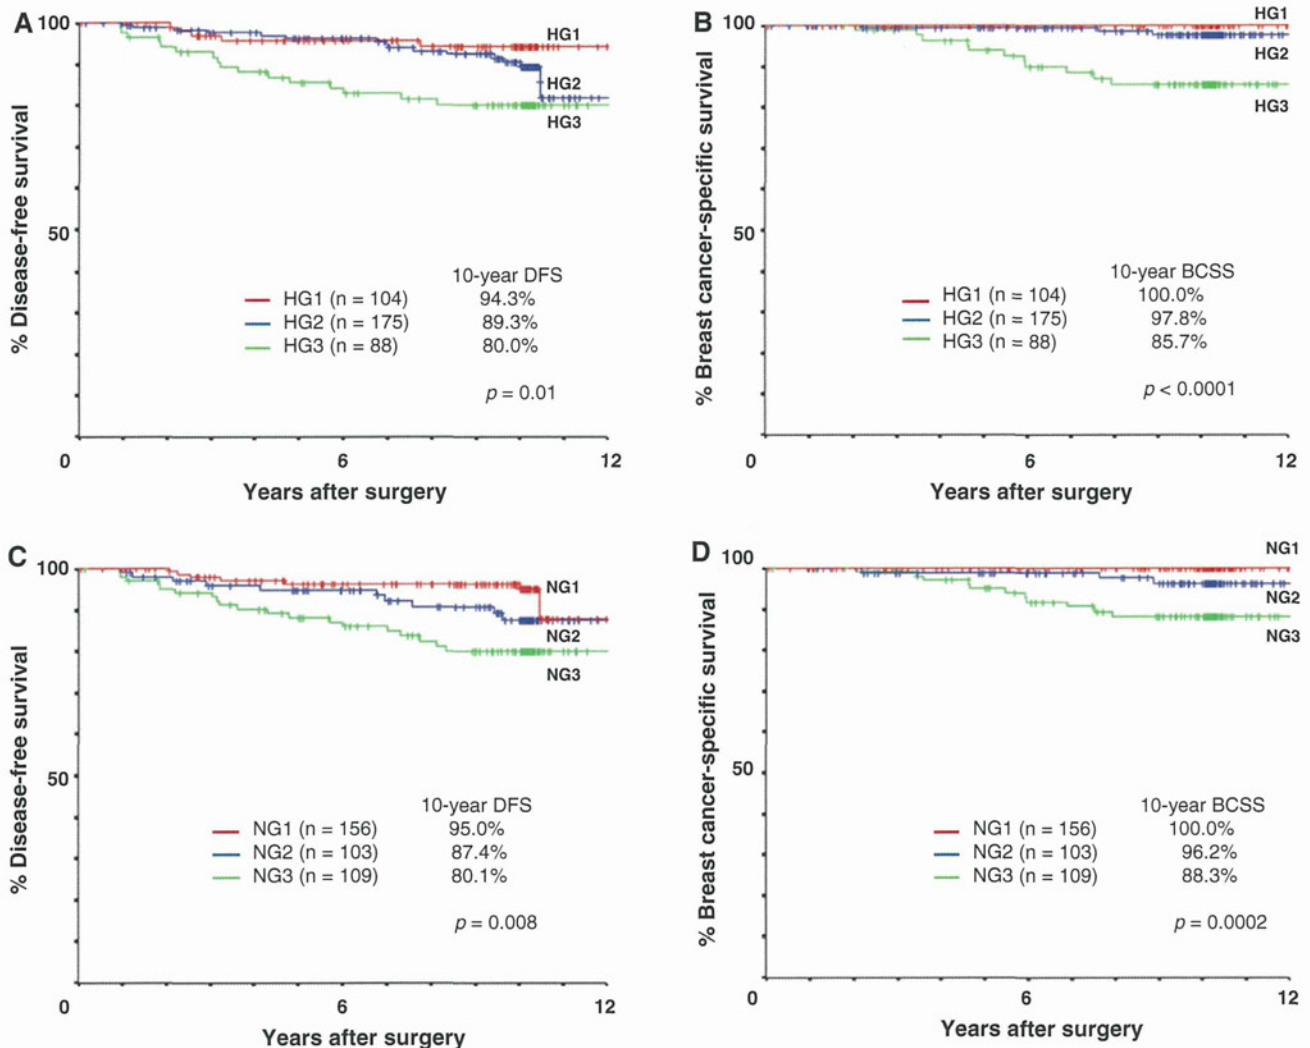 A
100
50
% Disease-free survival
HG1
HG2
HG3
10-year DFS
HG1 (n = 104) 94.3%
HG2 (n = 175) 89.3%
HG3 (n = 88) 80.0%
p = 0.01
0 6 12
Years after surgery
B
100
50
% Breast cancer-specific survival
HG1
HG2
HG3
10-year BCSS
HG1 (n = 104) 100.0%
HG2 (n = 175) 97.8%
HG3 (n = 88) 85.7%
p < 0.0001
0 6 12
Years after surgery
C
100
50
% Disease-free survival
NG1
NG2
NG3
10-year DFS
NG1 (n = 156) 95.0%
NG2 (n = 103) 87.4%
NG3 (n = 109) 80.1%
p = 0.008
0 6 12
Years after surgery
D
100
50
% Breast cancer-specific survival
NG1
NG2
NG3
10-year BCSS
NG1 (n = 156) 100.0%
NG2 (n = 103) 96.2%
NG3 (n = 109) 88.3%
p = 0.0002
0 6 12
Years after surgery